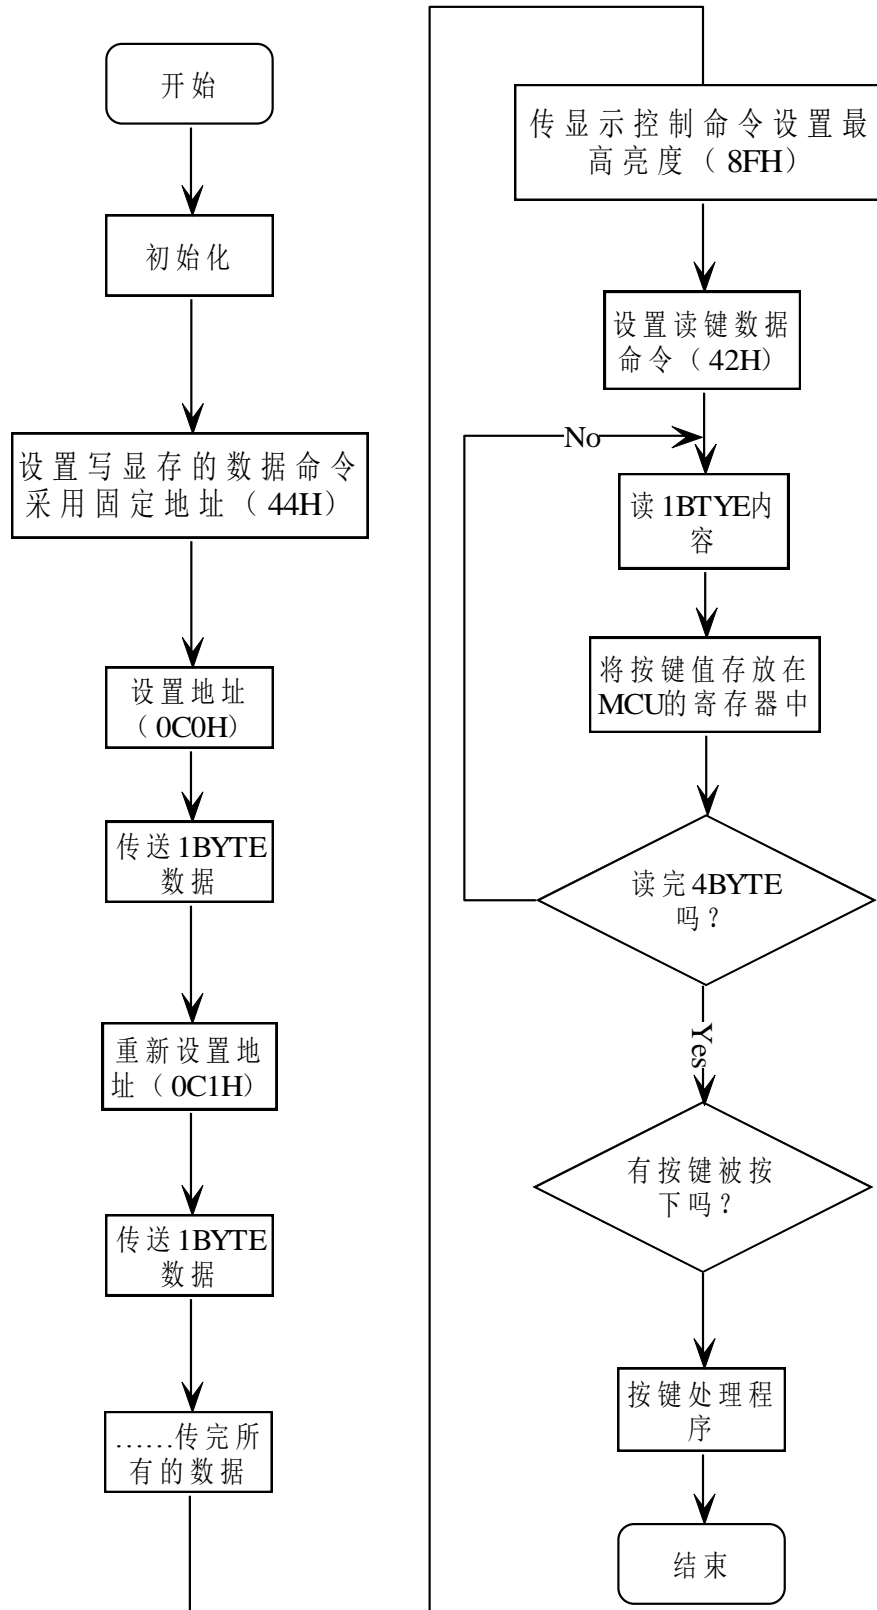 开始
初始化
设置写显存的数据命令
采用固定地址（44H）
设置地址
（0C0H）
传送1BYTE
数据
重新设置地
址（0C1H）
传送1BYTE
数据
……传完所
有的数据
传显示控制命令设置最
高亮度（8FH）
设置读键数据
命令（42H）
No
读1BTYE内
容
将按键值存放在
MCU的寄存器中
读完4BYTE
吗？
Yes
有按键被按
下吗？
按键处理程
序
结束